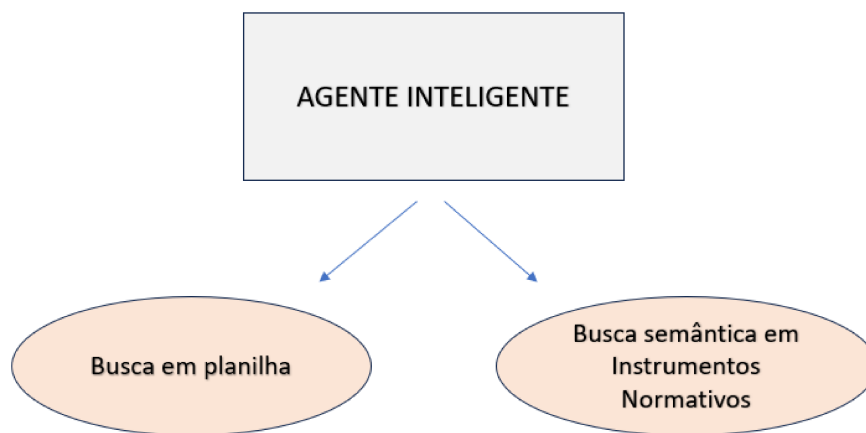 AGENTE INTELIGENTE
Busca em planilha
Busca semântica em
Instrumentos
Normativos